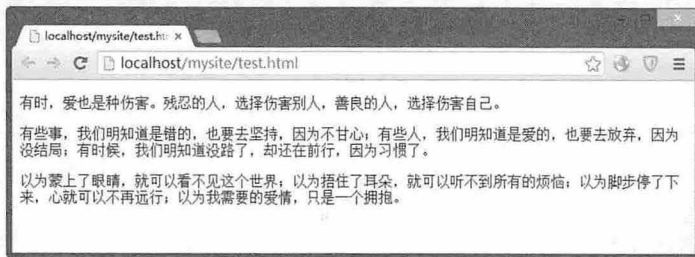 localhost/mysite/test.ht
localhost/mysite/test.html
有时，爱也是种伤害。残忍的人，选择伤害别人，善良的人，选择伤害自己。
有些事，我们明知道是错的，也要去坚持，因为不甘心；有些人，我们明知道是爱的，也要去放弃，因为
没结局；有时候，我们明知道没路了，却还在前行，因为习惯了。
以为蒙上了眼睛，就可以看不见这个世界；以为捂住了耳朵，就可以听不到所有的烦恼；以为脚步停了下
来，心就可以不再远行；以为我需要的爱情，只是一个拥抱。